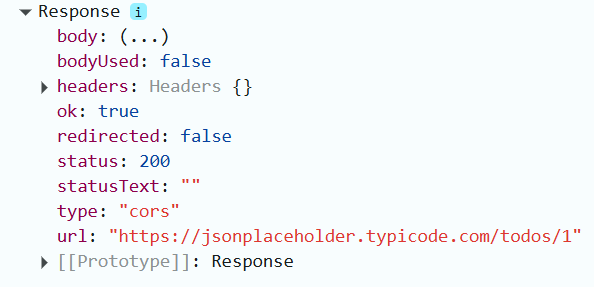 Response i
body: (...)
bodyUsed: false
headers: Headers {}
ok: true
redirected: false
status: 200
statusText: ""
type: "cors"
url: "https://jsonplaceholder.typicode.com/todos/1"
[[Prototype]]: Response